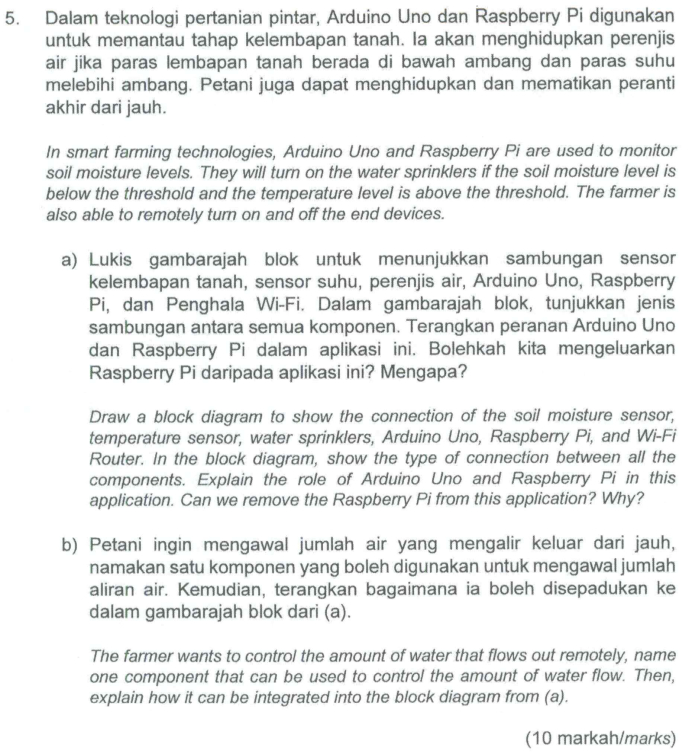 5. Dalam teknologi pertanian pintar, Arduino Uno dan Raspberry Pi digunakan
untuk memantau tahap kelembapan tanah. Ia akan menghidupkan perenjis
air jika paras lembapan tanah berada di bawah ambang dan paras suhu
melebihi ambang. Petani juga dapat menghidupkan dan mematikan peranti
akhir dari jauh.
In smart farming technologies, Arduino Uno and Raspberry Pi are used to monitor
soil moisture levels. They will turn on the water sprinklers if the soil moisture level is
below the threshold and the temperature level is above the threshold. The farmer is
also able to remotely turn on and off the end devices.
a) Lukis gambarajah blok untuk menunjukkan sambungan sensor
kelembapan tanah, sensor suhu, perenjis air, Arduino Uno, Raspberry
Pi, dan Penghala Wi-Fi. Dalam gambarajah blok, tunjukkan jenis
sambungan antara semua komponen. Terangkan peranan Arduino Uno
dan Raspberry Pi dalam aplikasi ini. Bolehkah kita mengeluarkan
Raspberry Pi daripada aplikasi ini? Mengapa?
Draw a block diagram to show the connection of the soil moisture sensor,
temperature sensor, water sprinklers, Arduino Uno, Raspberry Pi, and Wi-Fi
Router. In the block diagram, show the type of connection between all the
components. Explain the role of Arduino Uno and Raspberry Pi in this
application. Can we remove the Raspberry Pi from this application? Why?
b) Petani ingin mengawal jumlah air yang mengalir keluar dari jauh,
namakan satu komponen yang boleh digunakan untuk mengawal jumlah
aliran air. Kemudian, terangkan bagaimana ia boleh disepadukan ke
dalam gambarajah blok dari (a).
The farmer wants to control the amount of water that flows out remotely, name
one component that can be used to control the amount of water flow. Then,
explain how it can be integrated into the block diagram from (a).
(10 markah/marks)